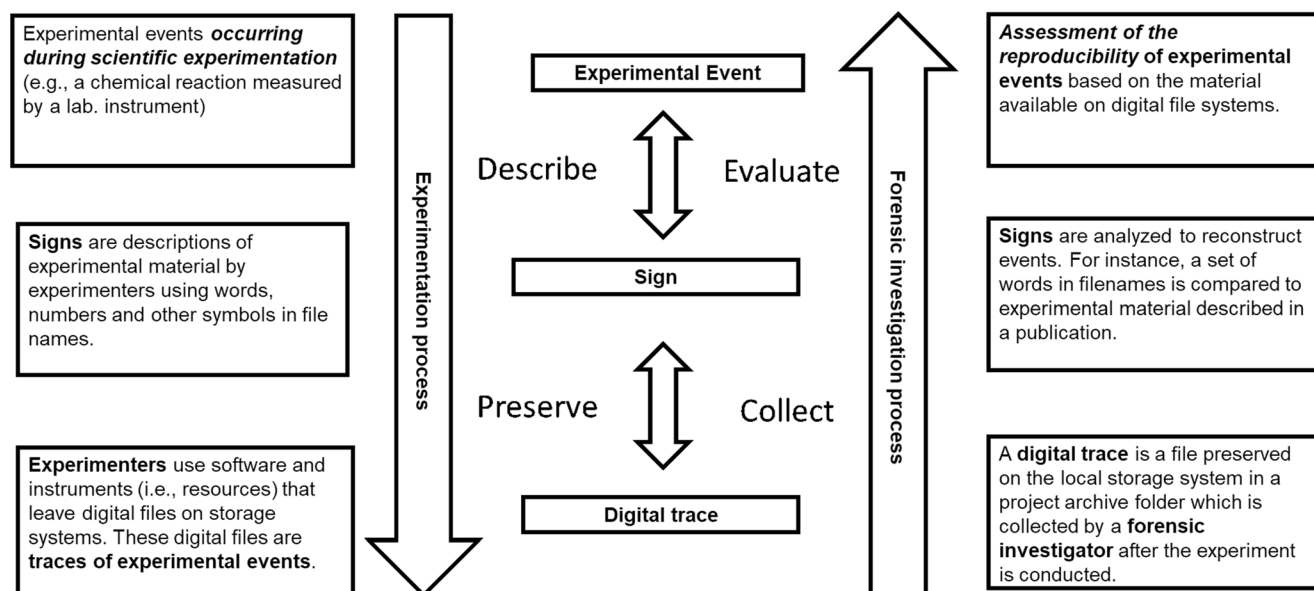 Experimental events occurring
during scientific experimentation
(e.g., a chemical reaction measured
by a lab. instrument)
Signs are descriptions of
experimental material by
experimenters using words,
numbers and other symbols in file
names.
Experimenters use software and
instruments (i.e., resources) that
leave digital files on storage
systems. These digital files are
traces of experimental events.
Experimentation process
Experimental Event
Describe
Evaluate
Sign
Preserve
Collect
Digital trace
Forensic investigation process
Assessment of the
reproducibility of experimental
events based on the material
available on digital file systems.
Signs are analyzed to reconstruct
events. For instance, a set of
words in filenames is compared to
experimental material described in
a publication.
A digital trace is a file preserved
on the local storage system in a
project archive folder which is
collected by a forensic
investigator after the experiment
is conducted.